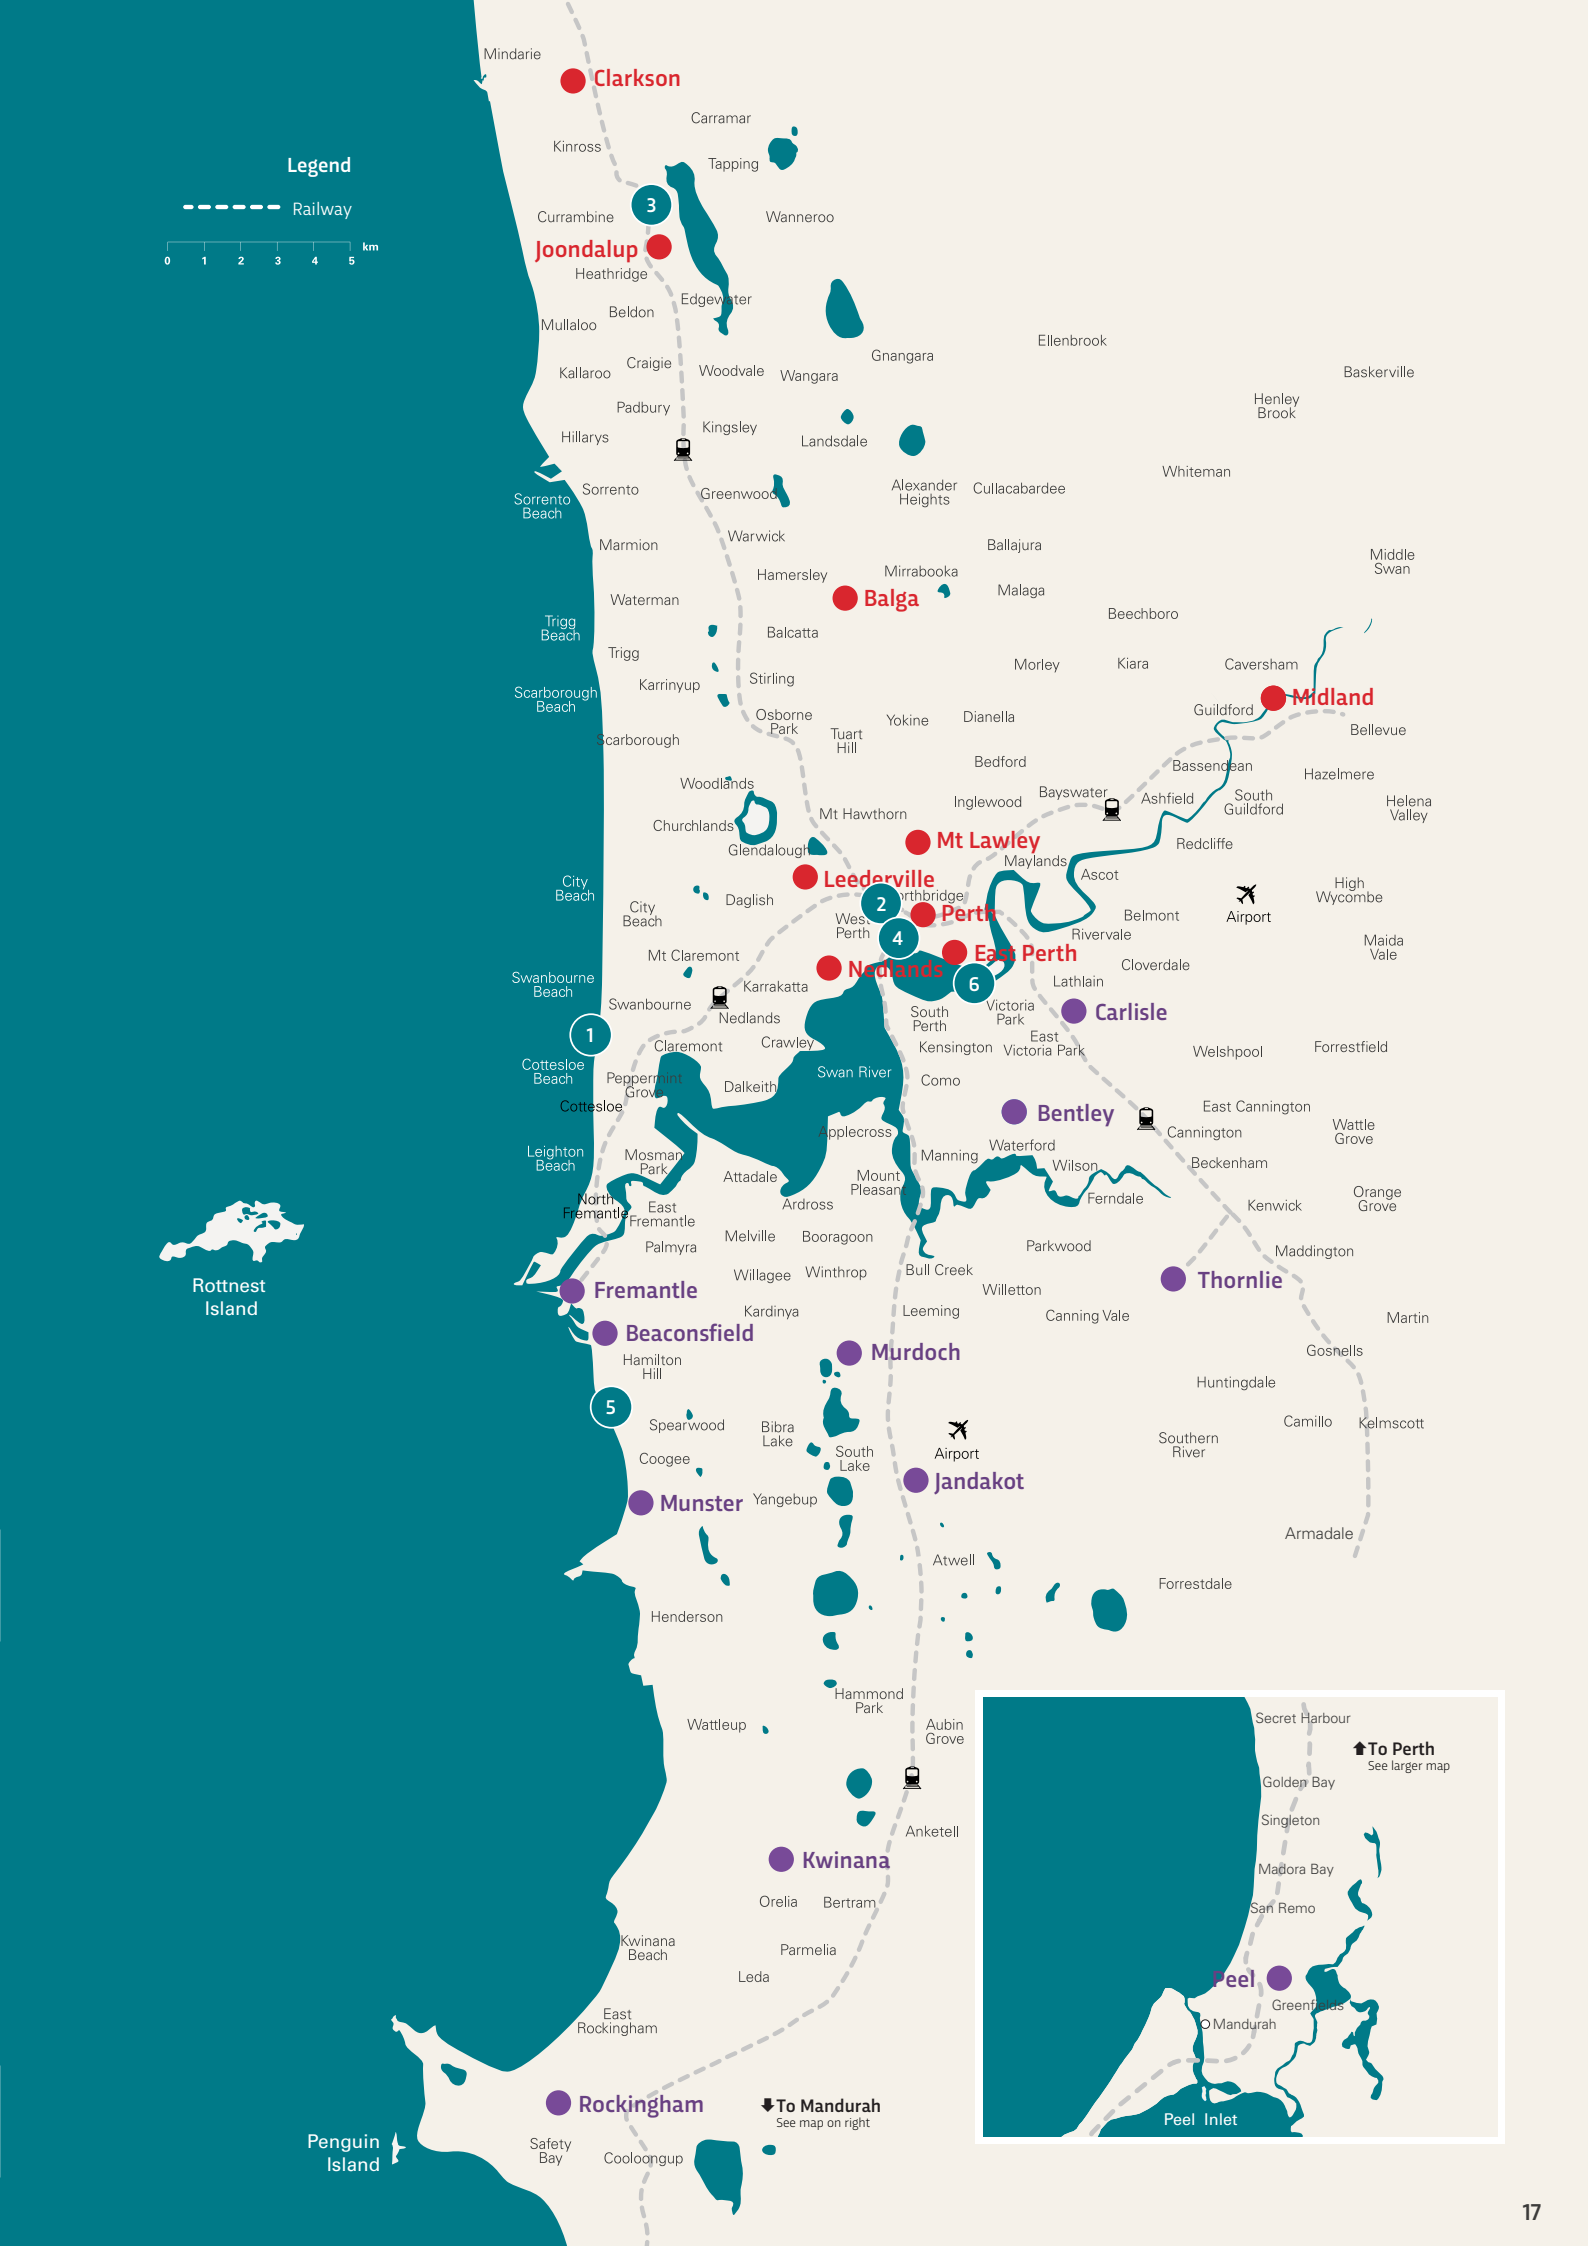 Mindarie
Clarkson
Carramar
Kinross
Tapping
Legend
Railway
km
0 1 2 3 4 5
3
Currambine
Wanneroo
Joondalup
Heathridge
Edgewater
Beldon
Mullaloo
Ellenbrook
Gnangara
Craigie
Woodvale
Wangara
Kallaroo
Baskerville
Padbury
Henley
Brook
Kingsley
Hillarys
Landsdale
Whiteman
Sorrento
Sorrento
Beach
Greenwood
Alexander
Heights
Cullacabardee
Warwick
Marmion
Ballajura
Middle
Swan
Hamersley
Mirrabooka
Malaga
Waterman
Balga
Beechboro
Trigg
Beach
Balcatta
Trigg
Morley
Kiara
Caversham
Karrinyup
Stirling
Scarborough
Beach
Midland
Guildford
Osborne
Park
Yokine
Dianella
Tuart
Hill
Bellevue
Scarborough
Bedford
Bassendean
Hazelmere
Woodlands
Inglewood
Bayswater
Ashfield
South
Guildford
Helena
Valley
Mt Hawthorn
Churchlands
Mt Lawley
Redcliffe
Glendalough
Maylands
Leederville
Ascot
City
Beach
High
Wycombe
2
Northbridge
Daglish
City
Beach
Perth
Belmont
Airport
West
Perth
4
Rivervale
Maida
Vale
Mt Claremont
East Perth
Nedlands
Cloverdale
Swanbourne
Beach
Karrakatta
6
Lathlain
Swanbourne
Nedlands
South
Perth
Victoria
Park
Carlisle
1
Claremont
Crawley
Kensington
East
Victoria Park
Welshpool
Forrestfield
Cottesloe
Beach
Peppermint
Grove
Dalkeith
Swan River
Como
Cottesloe
Bentley
East Cannington
Applecross
Cannington
Wattle
Grove
Leighton
Beach
Mosman
Park
Manning
Waterford
Wilson
Beckenham
Attadale
Mount
Pleasant
Ferndale
North
Fremantle
East
Fremantle
Ardross
Kenwick
Orange
Grove
Melville
Booragoon
Palmyra
Parkwood
Maddington
Rottnest
Island
Willagee
Winthrop
Bull Creek
Thornlie
Fremantle
Willetton
Kardinya
Leeming
Canning Vale
Martin
Beaconsfield
Murdoch
Gosnells
Hamilton
Hill
Huntingdale
5
Spearwood
Bibra
Lake
Camillo
Kelmscott
Southern
River
Coogee
South
Lake
Airport
Jandakot
Munster
Yangebup
Armadale
Atwell
Forrestdale
Henderson
Hammond
Park
Wattleup
Aubin
Grove
Secret Harbour
To Perth
See larger map
Golden Bay
Singleton
Anketell
Kwinana
Madora Bay
Orelia
Bertram
San Remo
Kwinana
Beach
Parmelia
Leda
Peel
Greenfields
East
Rockingham
Mandurah
Rockingham
To Mandurah
See map on right
Peel Inlet
Penguin
Island
Safety
Bay
Cooloongup
17